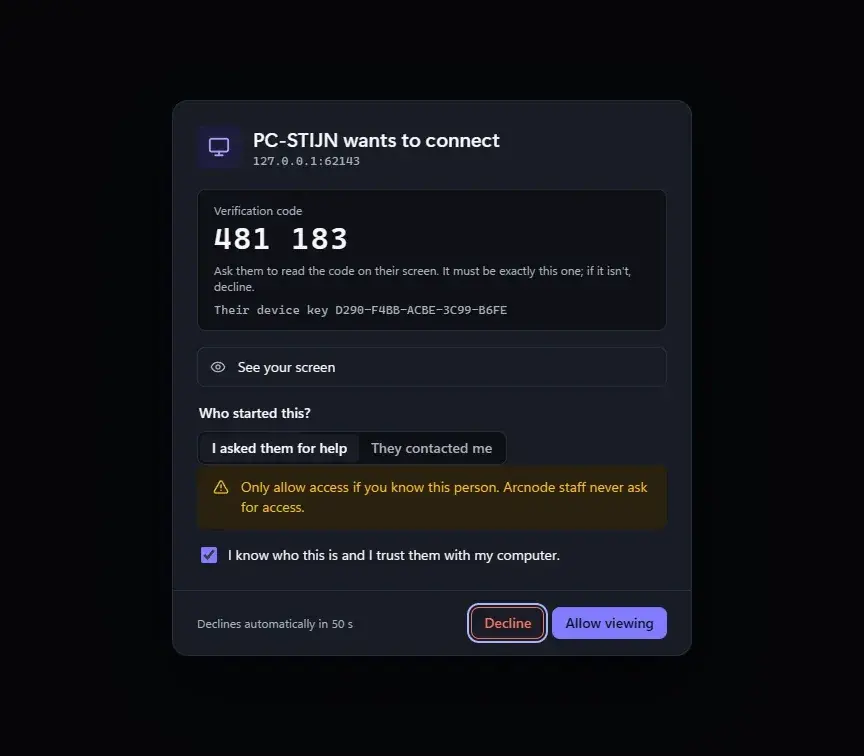 PC-STIJN wants to connect
127.0.0.1:62143
Verification code
481 183
Ask them to read the code on their screen. It must be exactly this one; if it isn't,
decline.
Their device key D290-F4BB-ACBE-3C99-B6FE
See your screen
Who started this?
I asked them for help They contacted me
Only allow access if you know this person. Arcnode staff never ask
for access.
I know who this is and I trust them with my computer.
Declines automatically in 50 s Decline Allow viewing